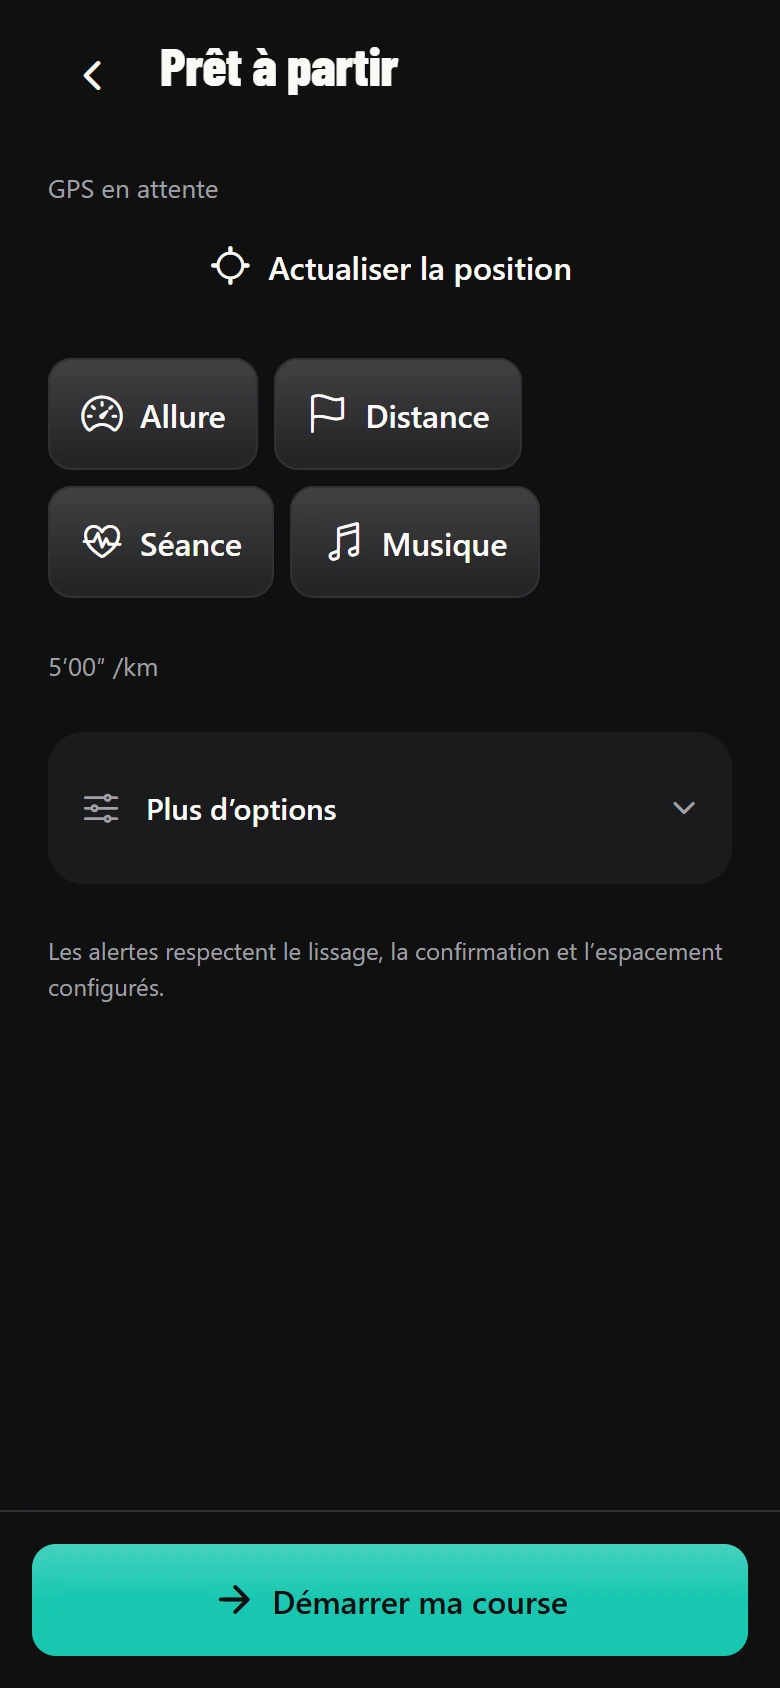 Prêt à partir
GPS en attente
Actualiser la position
Allure
Distance
Séance
Musique
5′00″ /km
Plus d’options
Les alertes respectent le lissage, la confirmation et l’espacement
configurés.
Démarrer ma course